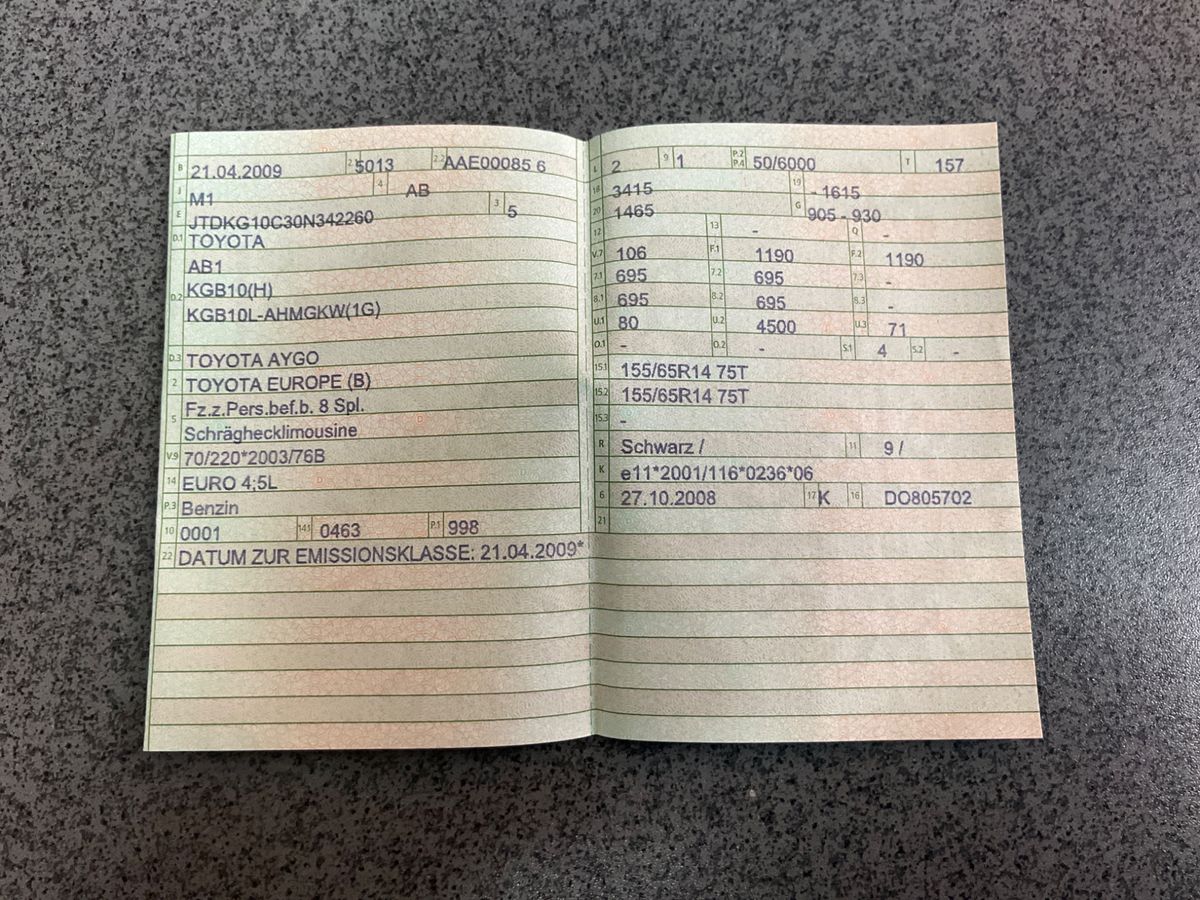 B 21.04.2009 2.1 5013 2.2 AAE00085 6
J M1 4 AB
E JTDKG10C30N342260 3 5
D.1 TOYOTA
AB1
D.2 KGB10(H)
KGB10L-AHMGKW(1G)
D.3 TOYOTA AYGO
2 TOYOTA EUROPE (B)
5 Fz.z.Pers.bef.b. 8 Spl.
Schräghecklimousine
V.9 70/220*2003/76B
14 EURO 4;5L
P.3 Benzin
10 0001 14.1 0463 P.1 998
22 DATUM ZUR EMISSIONSKLASSE: 21.04.2009*
L 2 9 1 P.2 P.4 50/6000 T 157
18 3415 19 - 1615
20 1465 G 905 - 930
12 13 - Q -
V.7 106 F.1 1190 F.2 1190
7.1 695 7.2 695 7.3 -
8.1 695 8.2 695 8.3 -
U.1 80 U.2 4500 U.3 71
O.1 - O.2 - S.1 4 S.2 -
15.1 155/65R14 75T
15.2 155/65R14 75T
15.3 -
R Schwarz / 11 9 /
K e11*2001/116*0236*06
6 27.10.2008 17 K 16 DO805702
21